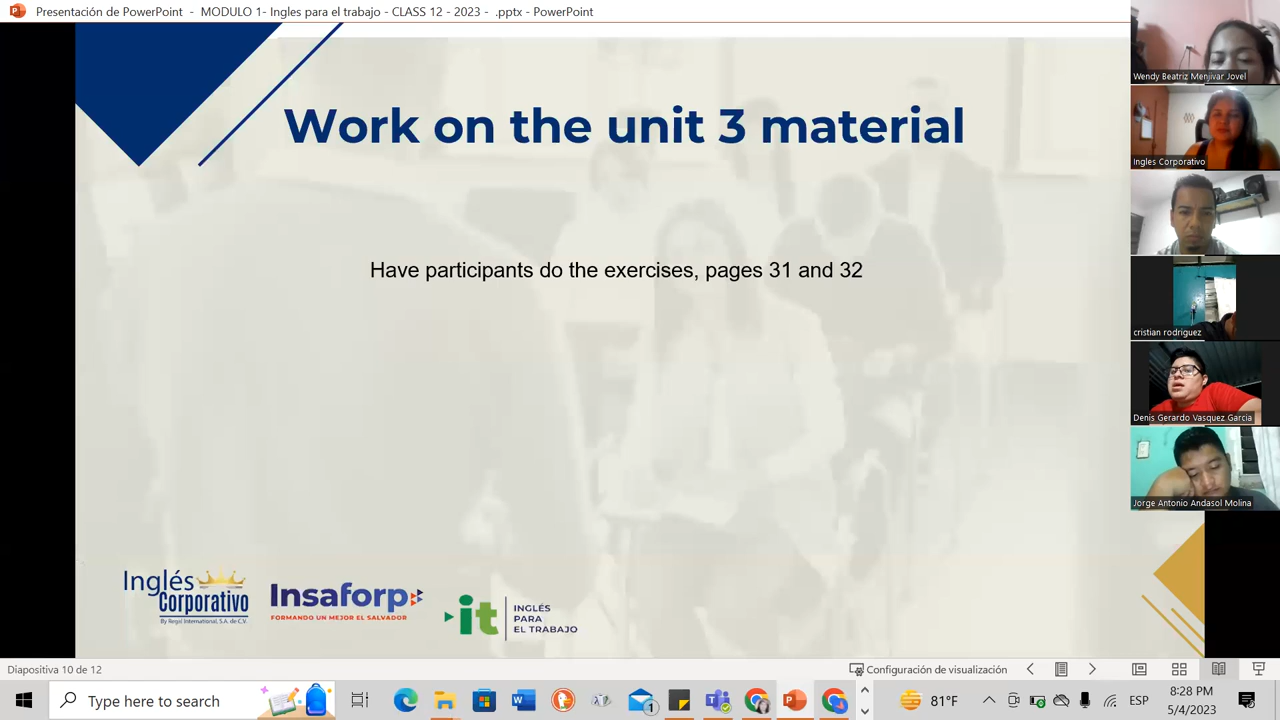 Presentación de PowerPoint - MODULO 1- Ingles para el trabajo - CLASS 12 - 2023 - .pptx - PowerPoint
Work on the unit 3 material
Have participants do the exercises, pages 31 and 32
Wendy Beatriz Menjivar Jovel
Ingles Corporativo
cristian rodriguez
Denis Gerardo Vasquez García
Jorge Antonio Andasol Molina
Inglés
Corporativo
By Regal International, S.A. de C.V.
Insaforp
FORMANDO UN MEJOR EL SALVADOR
it
INGLÉS
PARA
EL TRABAJO
Diapositiva 10 de 12
Configuración de visualización
Type here to search
1
81°F
ESP
8:28 PM
5/4/2023